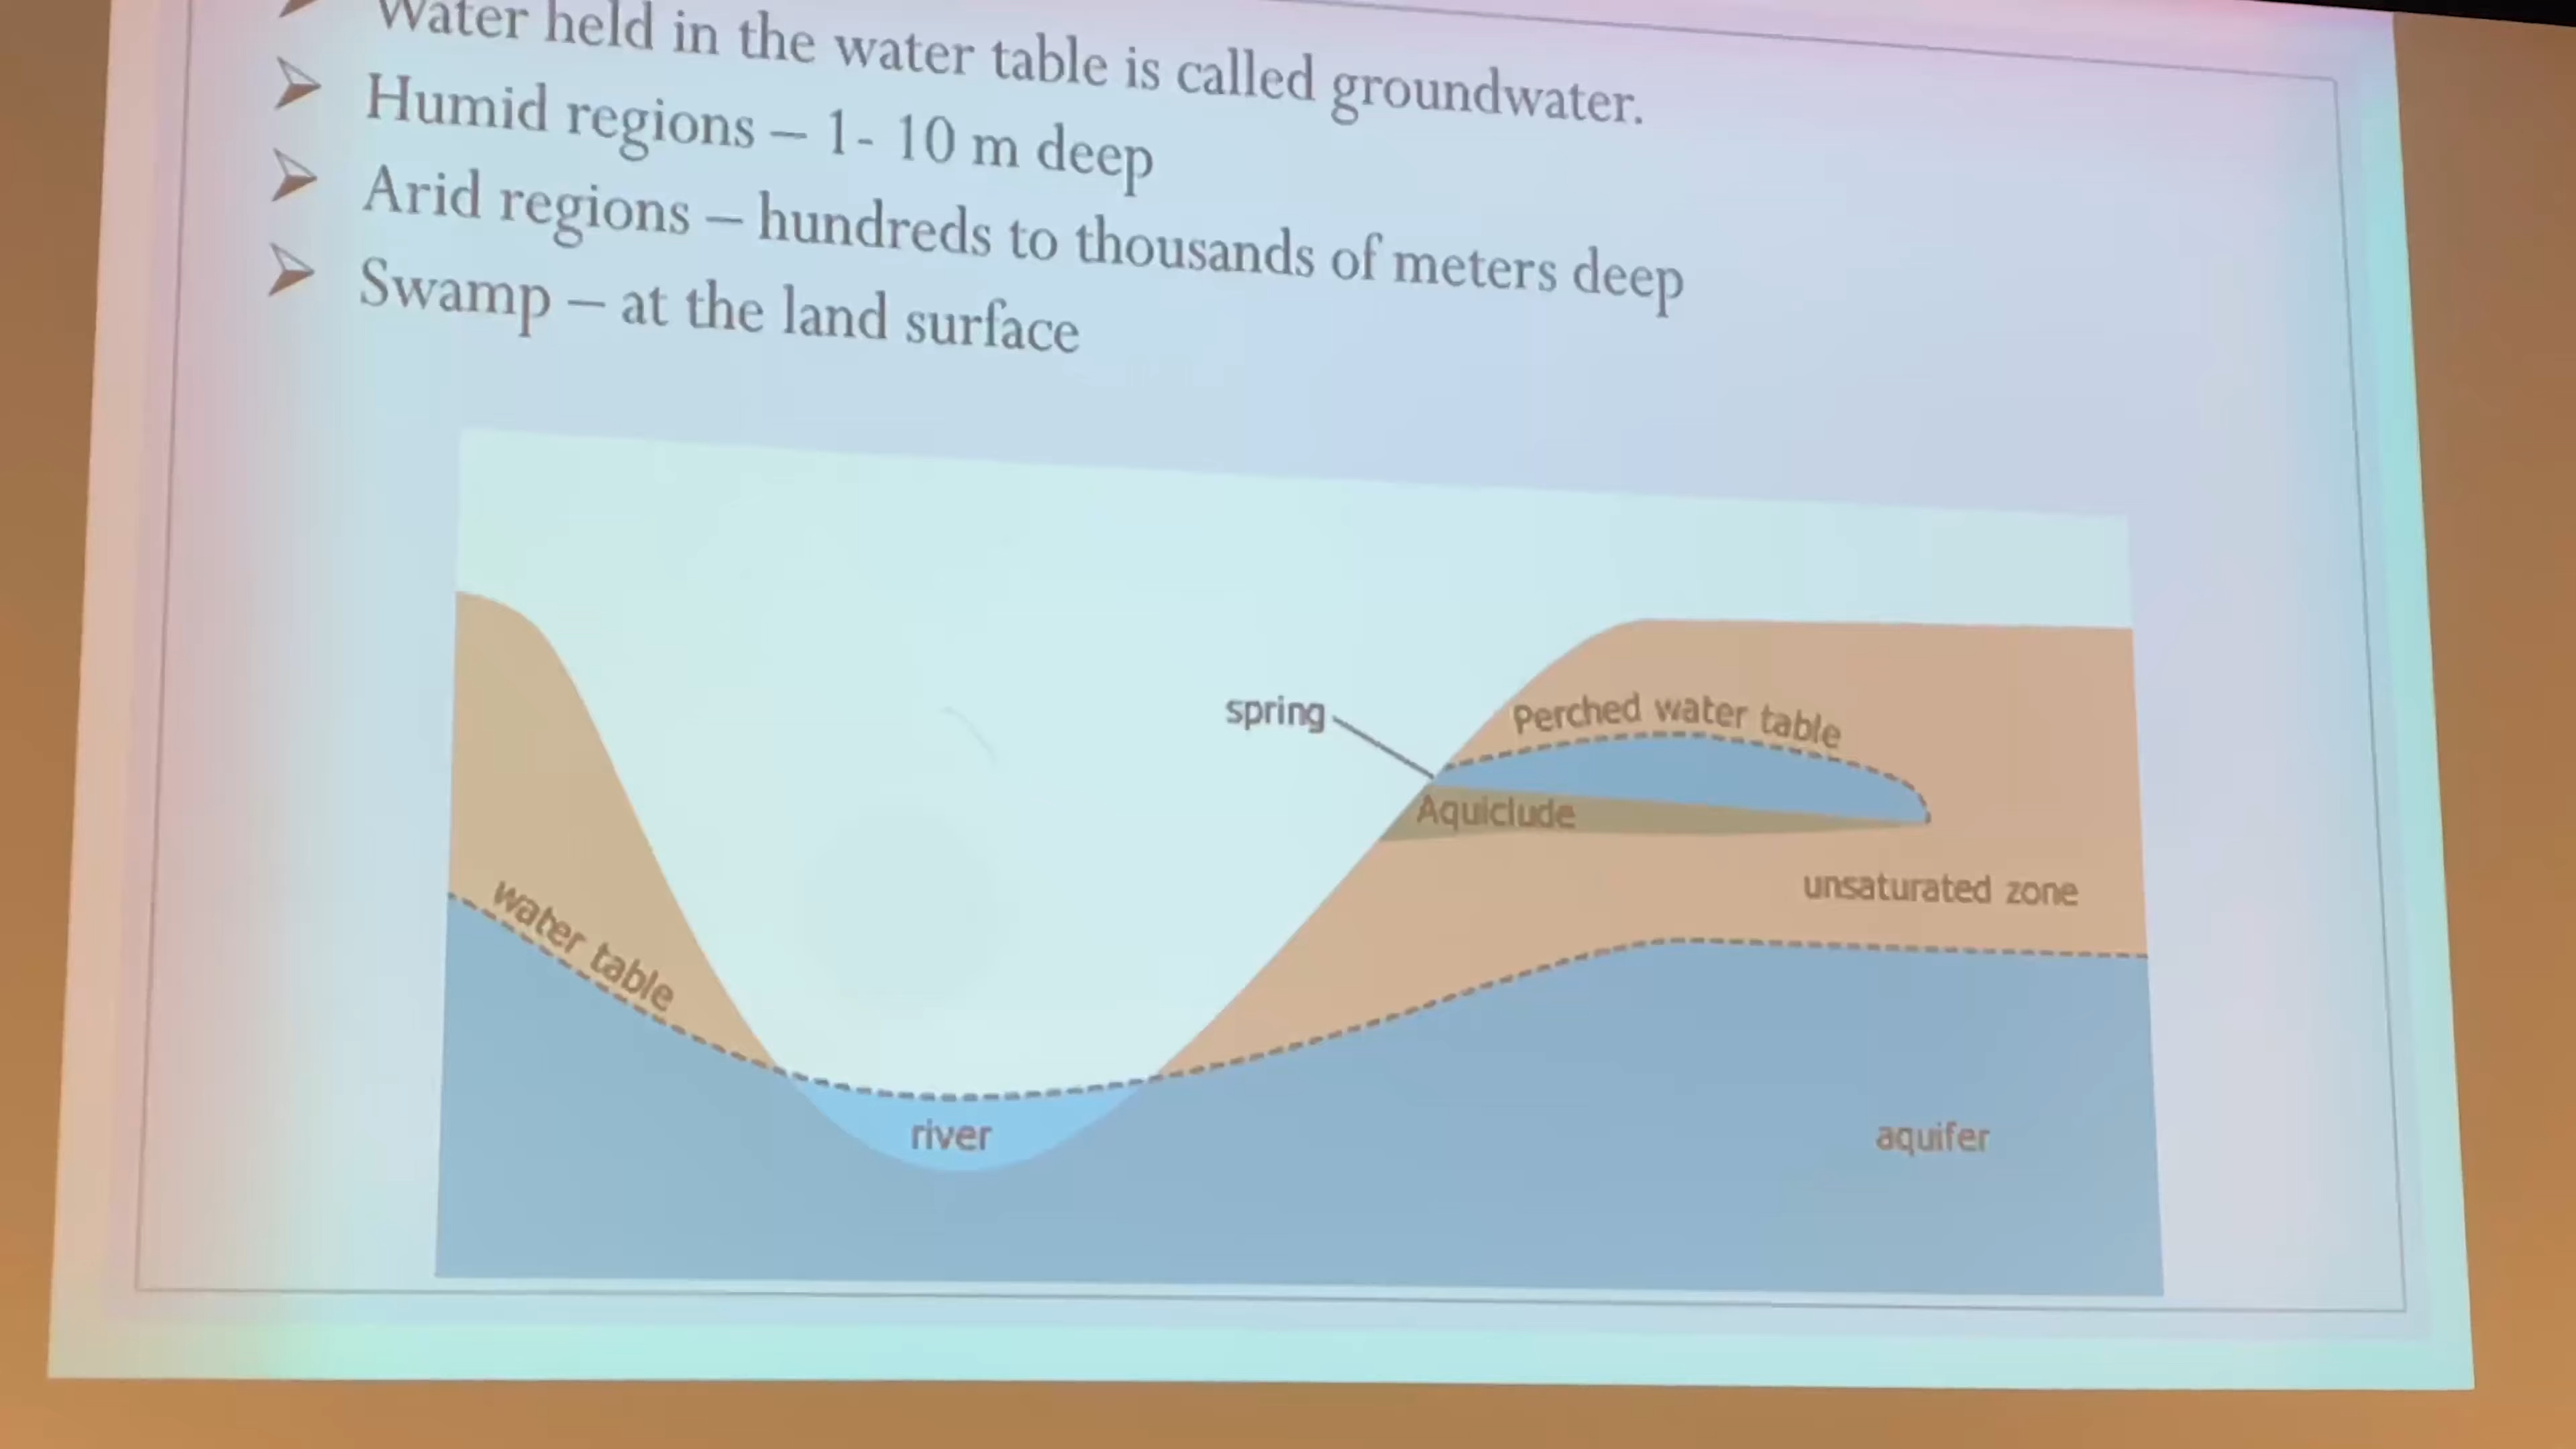 Water held in the water table is called groundwater.
Humid regions – 1- 10 m deep
Arid regions – hundreds to thousands of meters deep
Swamp – at the land surface
spring
Perched water table
Aquiclude
unsaturated zone
water table
river
aquifer